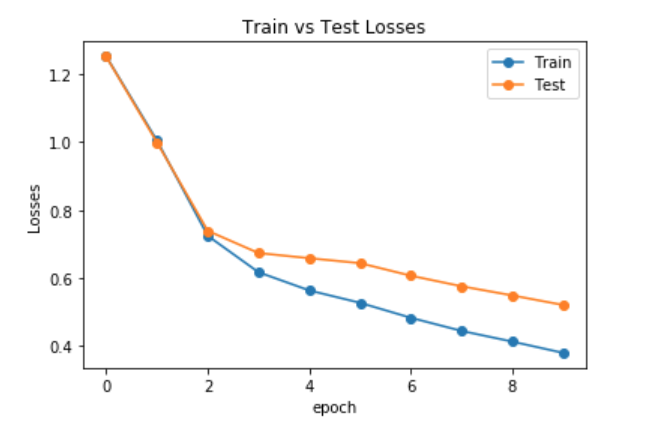 Train vs Test Losses
Train
Test
1.2
1.0
0.8
0.6
0.4
Losses
0 2 4 6 8
epoch